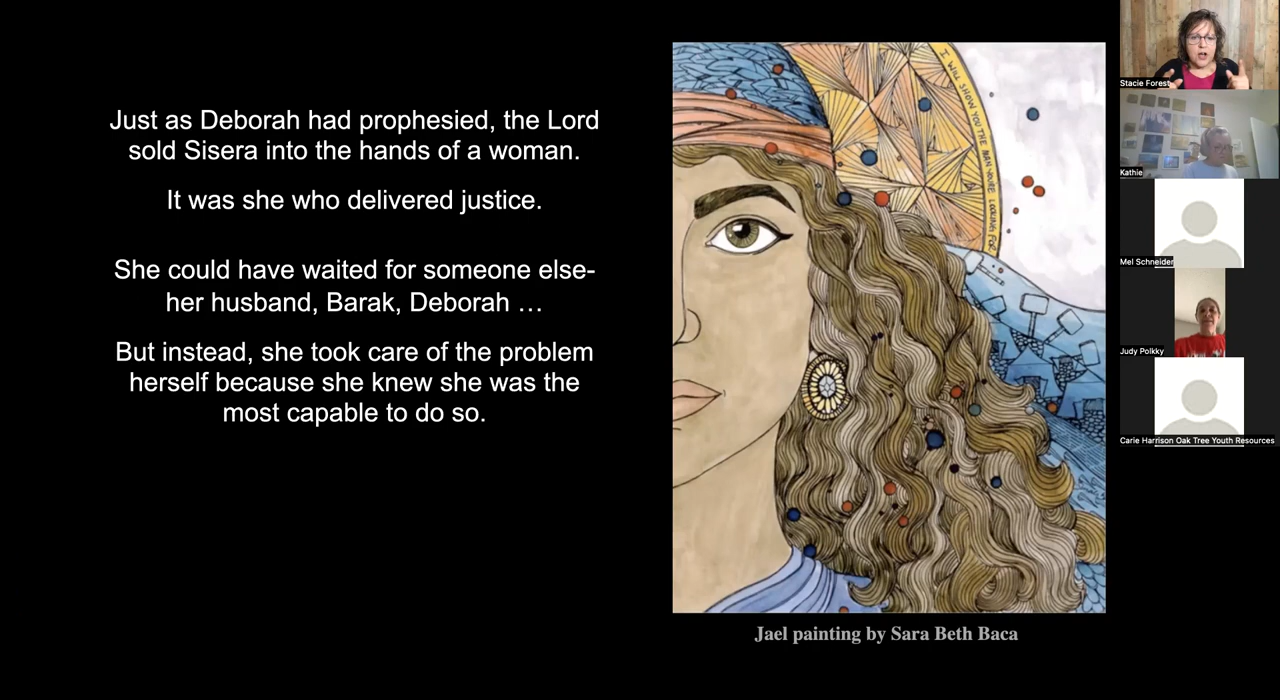 Just as Deborah had prophesied, the Lord
sold Sisera into the hands of a woman.
It was she who delivered justice.
She could have waited for someone else-
her husband, Barak, Deborah …
But instead, she took care of the problem
herself because she knew she was the
most capable to do so.
I WILL SHOW YOU THE MAN YOU'RE LOOKING FOR
Jael painting by Sara Beth Baca
Stacie Forest
Kathie
Mel Schneider
Judy Polkky
Carie Harrison Oak Tree Youth Resources